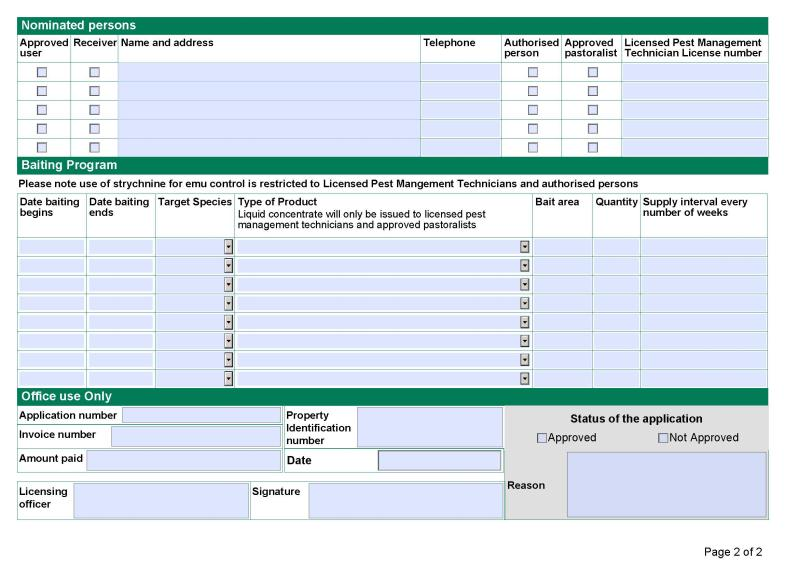 Nominated persons
Approved user Receiver Name and address Telephone Authorised person Approved pastoralist Licensed Pest Management Technician License number
Baiting Program
Please note use of strychnine for emu control is restricted to Licensed Pest Mangement Technicians and authorised persons
Date baiting begins Date baiting ends Target Species Type of Product Bait area Quantity Supply interval every number of weeks
Liquid concentrate will only be issued to licensed pest
management technicians and approved pastoralists
Office use Only
Application number
Invoice number
Amount paid
Property
Identification
number
Date
Licensing
officer
Signature
Status of the application
Approved Not Approved
Reason
Page 2 of 2